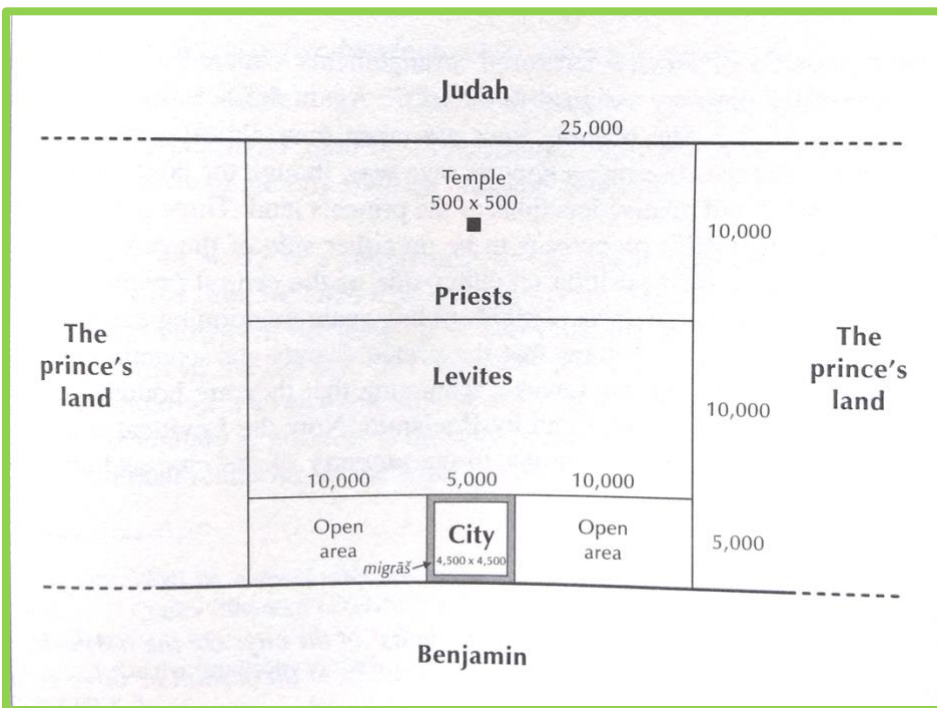 Judah
25,000
Temple
500 x 500
10,000
Priests
The
prince's
land
The
prince's
land
Levites
10,000
10,000
5,000
10,000
Open
area
City
4,500 x 4,500
migrāš
Open
area
5,000
Benjamin